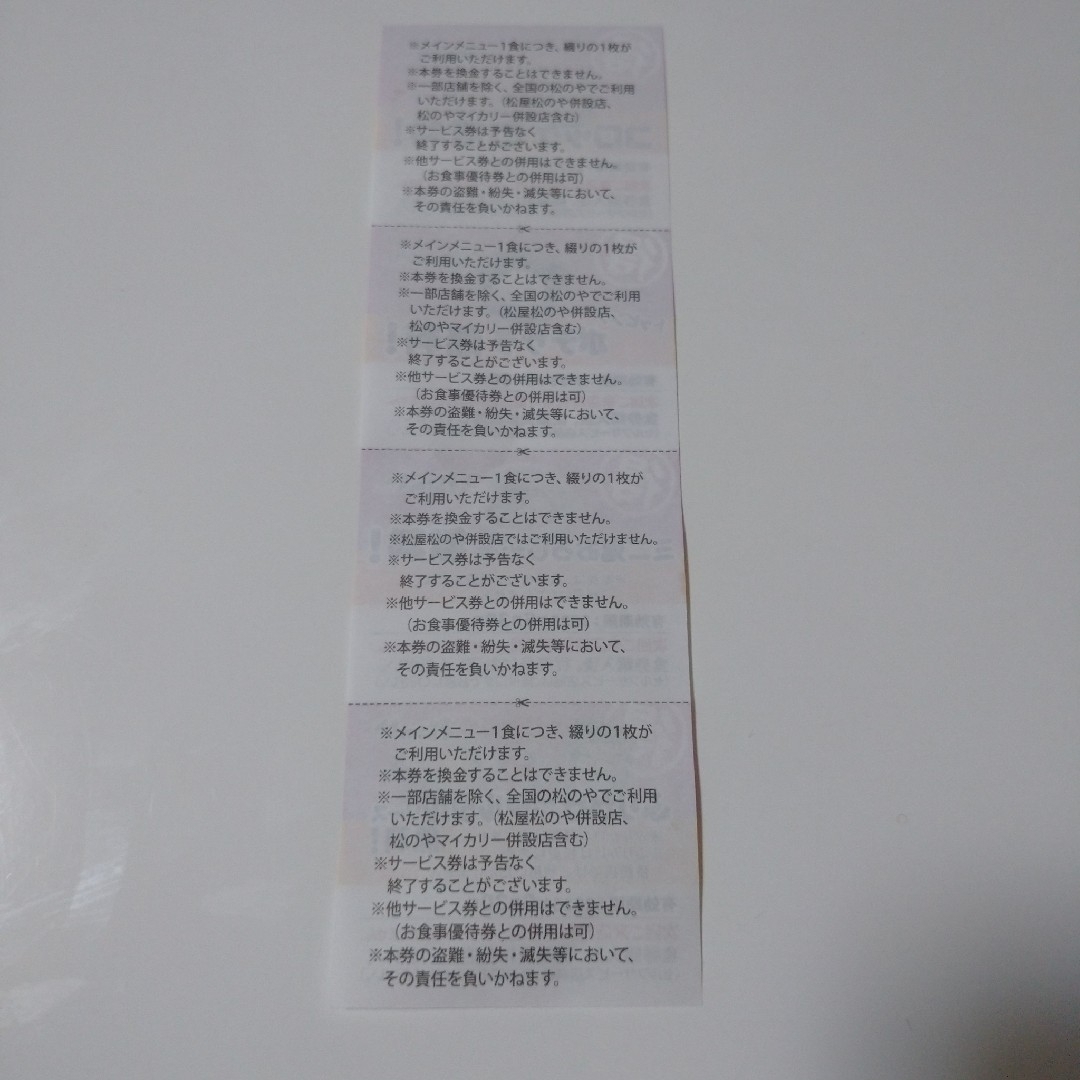 ※メインメニュー1食につき、綴りの1枚が
ご利用いただけます。
※本券を換金することはできません。
※一部店舗を除く、全国の松のやでご利用
いただけます。(松屋松のや併設店、
松のやマイカリー併設店含む)
※サービス券は予告なく
終了することがございます。
※他サービス券との併用はできません。
(お食事優待券との併用は可)
※本券の盗難・紛失・滅失等において、
その責任を負いかねます。
※メインメニュー1食につき、綴りの1枚が
ご利用いただけます。
※本券を換金することはできません。
※一部店舗を除く、全国の松のやでご利用
いただけます。(松屋松のや併設店、
松のやマイカリー併設店含む)
※サービス券は予告なく
終了することがございます。
※他サービス券との併用はできません。
(お食事優待券との併用は可)
※本券の盗難・紛失・滅失等において、
その責任を負いかねます。
※メインメニュー1食につき、綴りの1枚が
ご利用いただけます。
※本券を換金することはできません。
※松屋松のや併設店ではご利用いただけません。
※サービス券は予告なく
終了することがございます。
※他サービス券との併用はできません。
(お食事優待券との併用は可)
※本券の盗難・紛失・滅失等において、
その責任を負いかねます。
※メインメニュー1食につき、綴りの1枚が
ご利用いただけます。
※本券を換金することはできません。
※一部店舗を除く、全国の松のやでご利用
いただけます。(松屋松のや併設店、
松のやマイカリー併設店含む)
※サービス券は予告なく
終了することがございます。
※他サービス券との併用はできません。
(お食事優待券との併用は可)
※本券の盗難・紛失・滅失等において、
その責任を負いかねます。